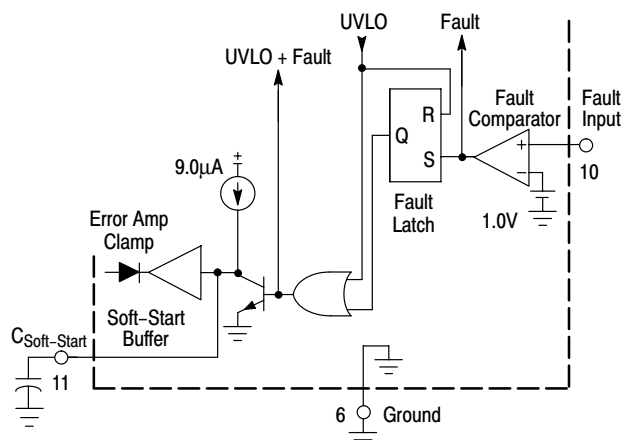 UVLO
Fault
UVLO + Fault
Fault
Comparator
Fault
Input
R
Q
S
+
−
10
9.0µA
+
Fault
Latch
1.0V
Error Amp
Clamp
Soft–Start
Buffer
CSoft–Start
11
6
Ground